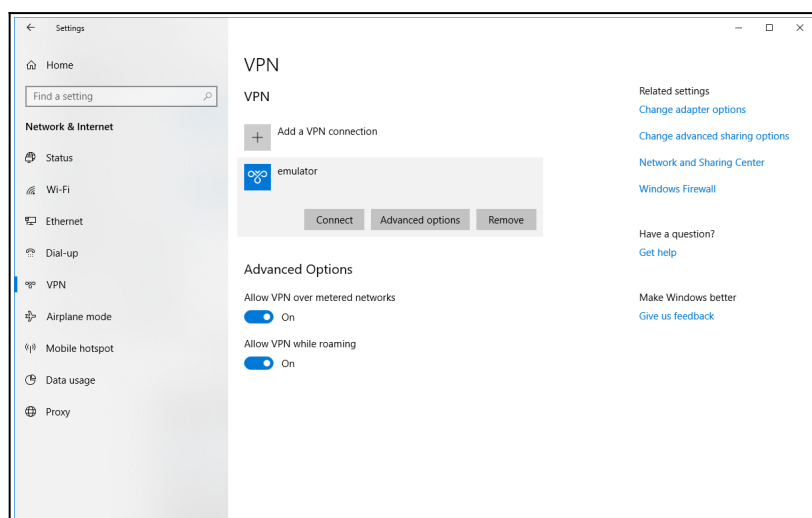 Settings
Home
Find a setting
Network & Internet
Status
Wi-Fi
Ethernet
Dial-up
VPN
Airplane mode
Mobile hotspot
Data usage
Proxy
VPN
VPN
Add a VPN connection
emulator
Connect Advanced options Remove
Advanced Options
Allow VPN over metered networks
On
Allow VPN while roaming
On
Related settings
Change adapter options
Change advanced sharing options
Network and Sharing Center
Windows Firewall
Have a question?
Get help
Make Windows better
Give us feedback